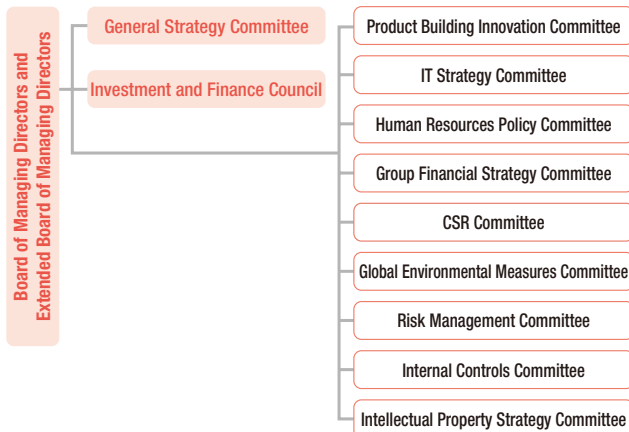 Board of Managing Directors and
Extended Board of Managing Directors
General Strategy Committee
Investment and Finance Council
Product Building Innovation Committee
IT Strategy Committee
Human Resources Policy Committee
Group Financial Strategy Committee
CSR Committee
Global Environmental Measures Committee
Risk Management Committee
Internal Controls Committee
Intellectual Property Strategy Committee